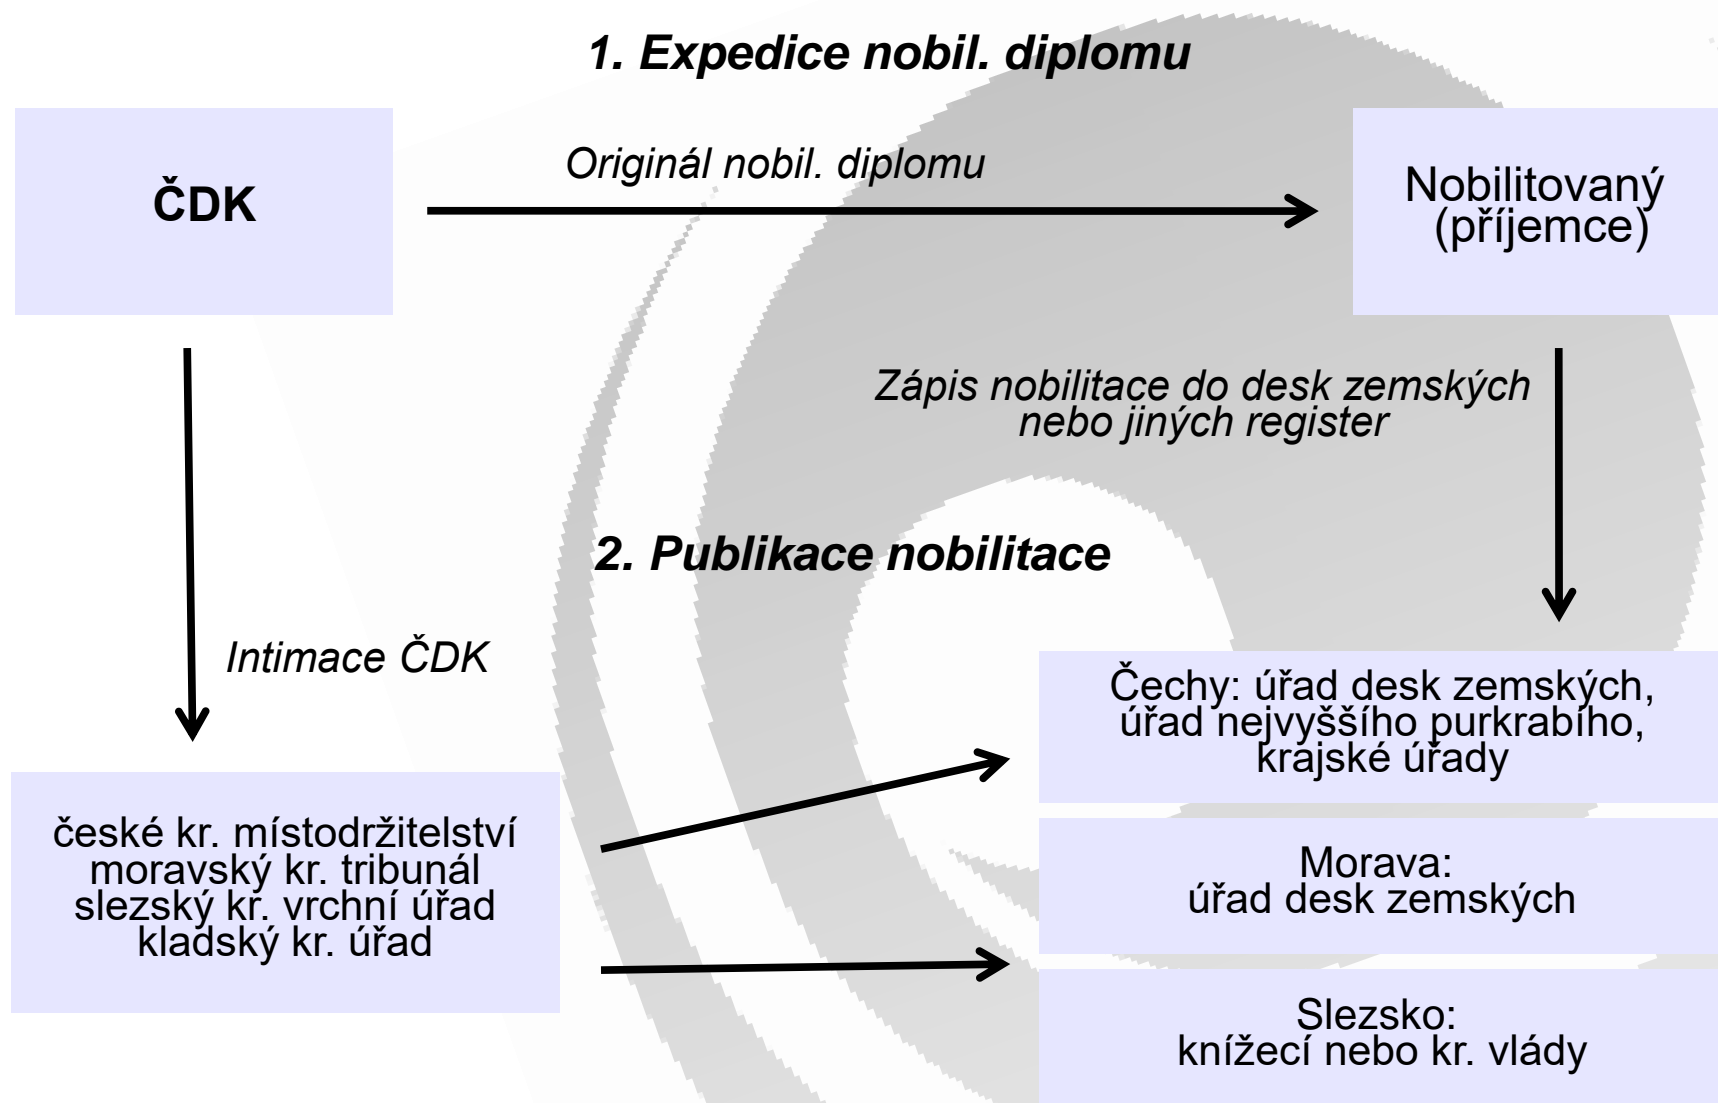 1. Expedice nobil. diplomu
ČDK
Originál nobil. diplomu
Nobilitovaný
(příjemce)
Zápis nobilitace do desk zemských
nebo jiných register
2. Publikace nobilitace
Intimace ČDK
české kr. místodržitelství
moravský kr. tribunál
slezský kr. vrchní úřad
kladský kr. úřad
Čechy: úřad desk zemských,
úřad nejvyššího purkrabího,
krajské úřady
Morava:
úřad desk zemských
Slezsko:
knížecí nebo kr. vlády